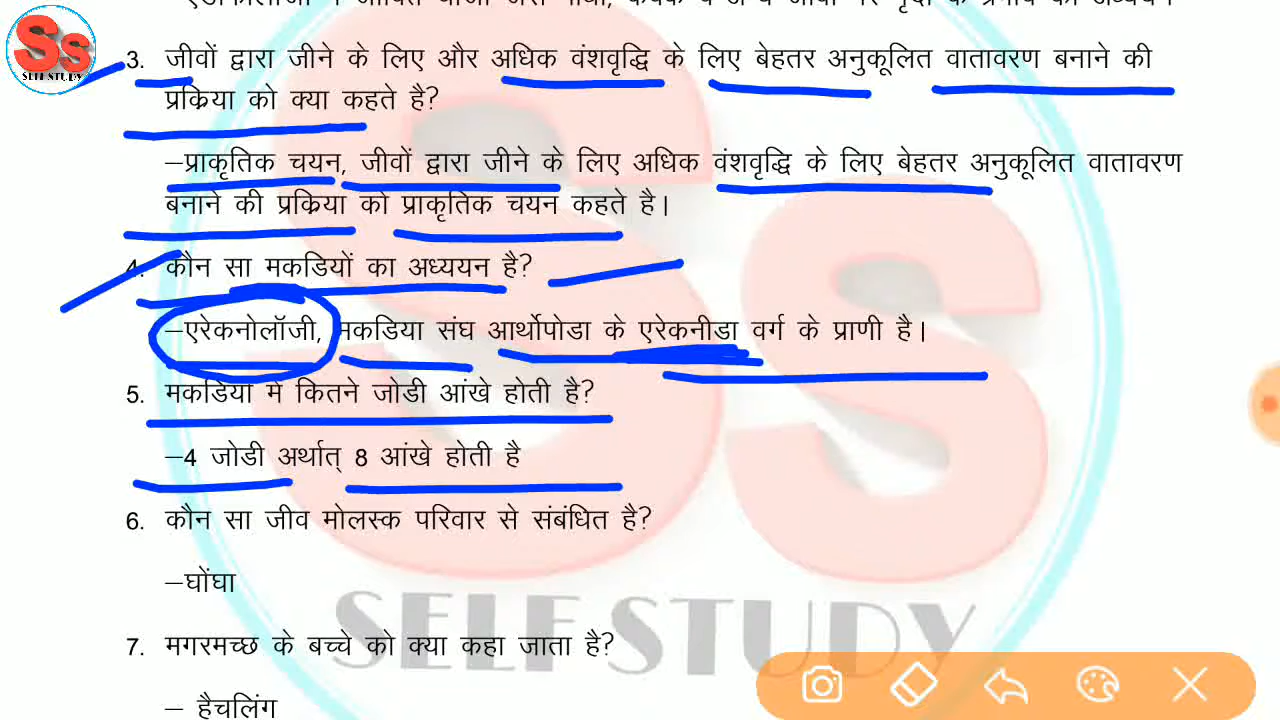 Ss
SELF STUDY
3. जीवों द्वारा जीने के लिए और अधिक वंशवृद्धि के लिए बेहतर अनुकूलित वातावरण बनाने की
प्रक्रिया को क्या कहते है?
–प्राकृतिक चयन, जीवों द्वारा जीने के लिए अधिक वंशवृद्धि के लिए बेहतर अनुकूलित वातावरण
बनाने की प्रक्रिया को प्राकृतिक चयन कहते है।
4. कौन सा मकडियों का अध्ययन है?
–एरेकनोलॉजी, मकडिया संघ आर्थोपोडा के एरेकनीडा वर्ग के प्राणी है।
5. मकडिया में कितने जोडी आंखे होती है?
–4 जोडी अर्थात् 8 आंखे होती है
6. कौन सा जीव मोलस्क परिवार से संबंधित है?
–घोंघा
SELF STUDY
7. मगरमच्छ के बच्चे को क्या कहा जाता है?
– हैचलिंग